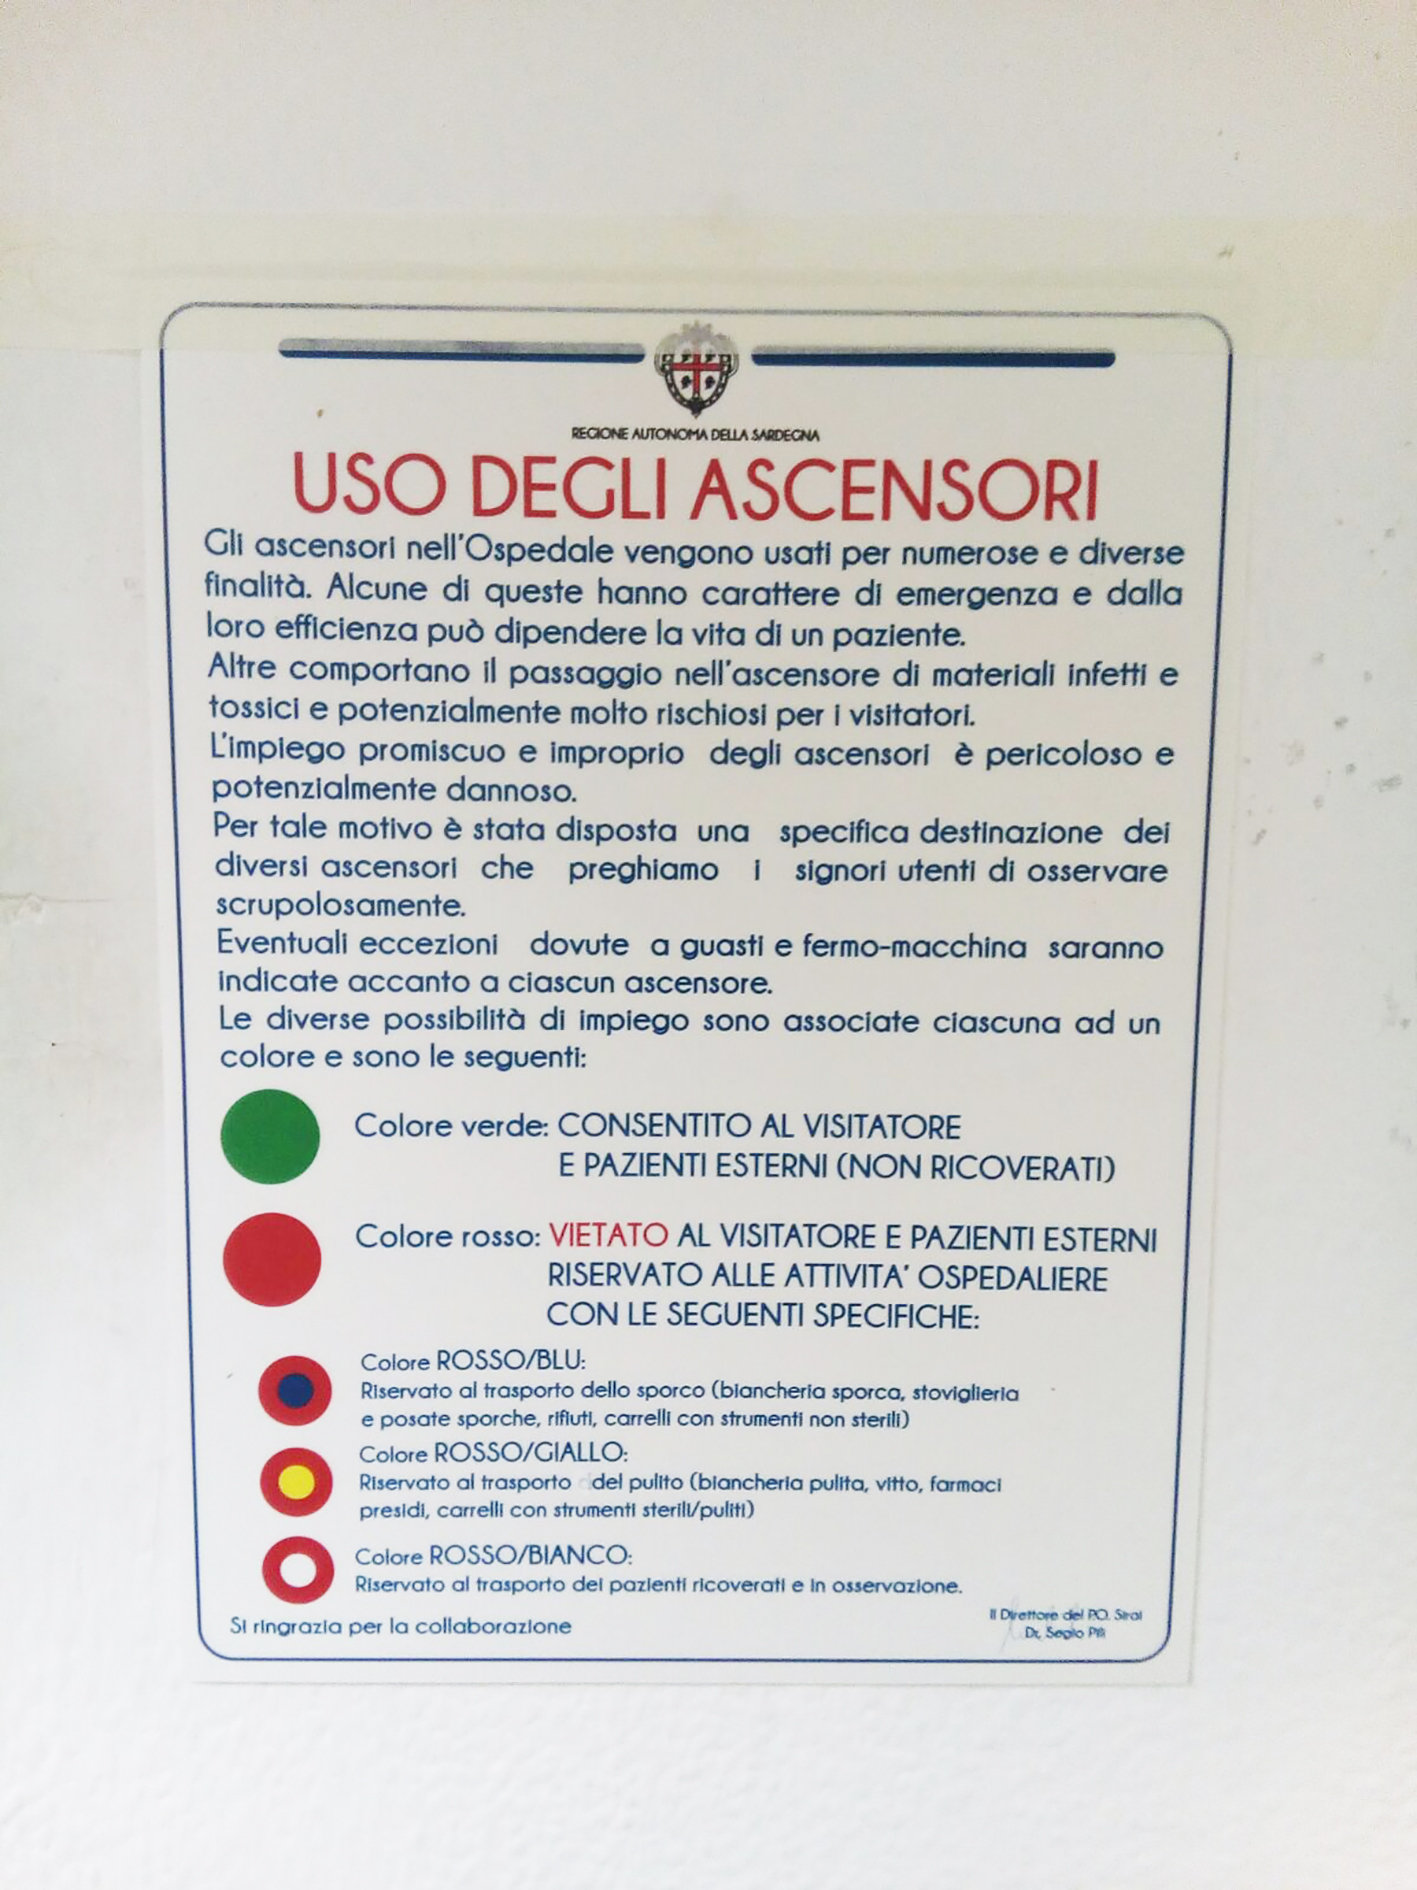 REGIONE AUTONOMA DELLA SARDEGNA
USO DEGLI ASCENSORI
Gli ascensori nell'Ospedale vengono usati per numerose e diverse
finalità. Alcune di queste hanno carattere di emergenza e dalla
loro efficienza può dipendere la vita di un paziente.
Altre comportano il passaggio nell'ascensore di materiali infetti e
tossici e potenzialmente molto rischiosi per i visitatori.
L'impiego promiscuo e improprio degli ascensori è pericoloso e
potenzialmente dannoso.
Per tale motivo è stata disposta una specifica destinazione dei
diversi ascensori che preghiamo i signori utenti di osservare
scrupolosamente.
Eventuali eccezioni dovute a guasti e fermo-macchina saranno
indicate accanto a ciascun ascensore.
Le diverse possibilità di impiego sono associate ciascuna ad un
colore e sono le seguenti:
Colore verde: CONSENTITO AL VISITATORE
E PAZIENTI ESTERNI (NON RICOVERATI)
Colore rosso: VIETATO AL VISITATORE E PAZIENTI ESTERNI
RISERVATO ALLE ATTIVITA' OSPEDALIERE
CON LE SEGUENTI SPECIFICHE:
Colore ROSSO/BLU:
Riservato al trasporto dello sporco (biancheria sporca, stoviglieria
e posate sporche, rifiuti, carrelli con strumenti non sterili)
Colore ROSSO/GIALLO:
Riservato al trasporto del pulito (biancheria pulita, vitto, farmaci
presidi, carrelli con strumenti sterili/puliti)
Colore ROSSO/BIANCO:
Riservato al trasporto dei pazienti ricoverati e in osservazione.
Si ringrazia per la collaborazione
Il Direttore del P.O. Sirai
Dr. Segio Pili